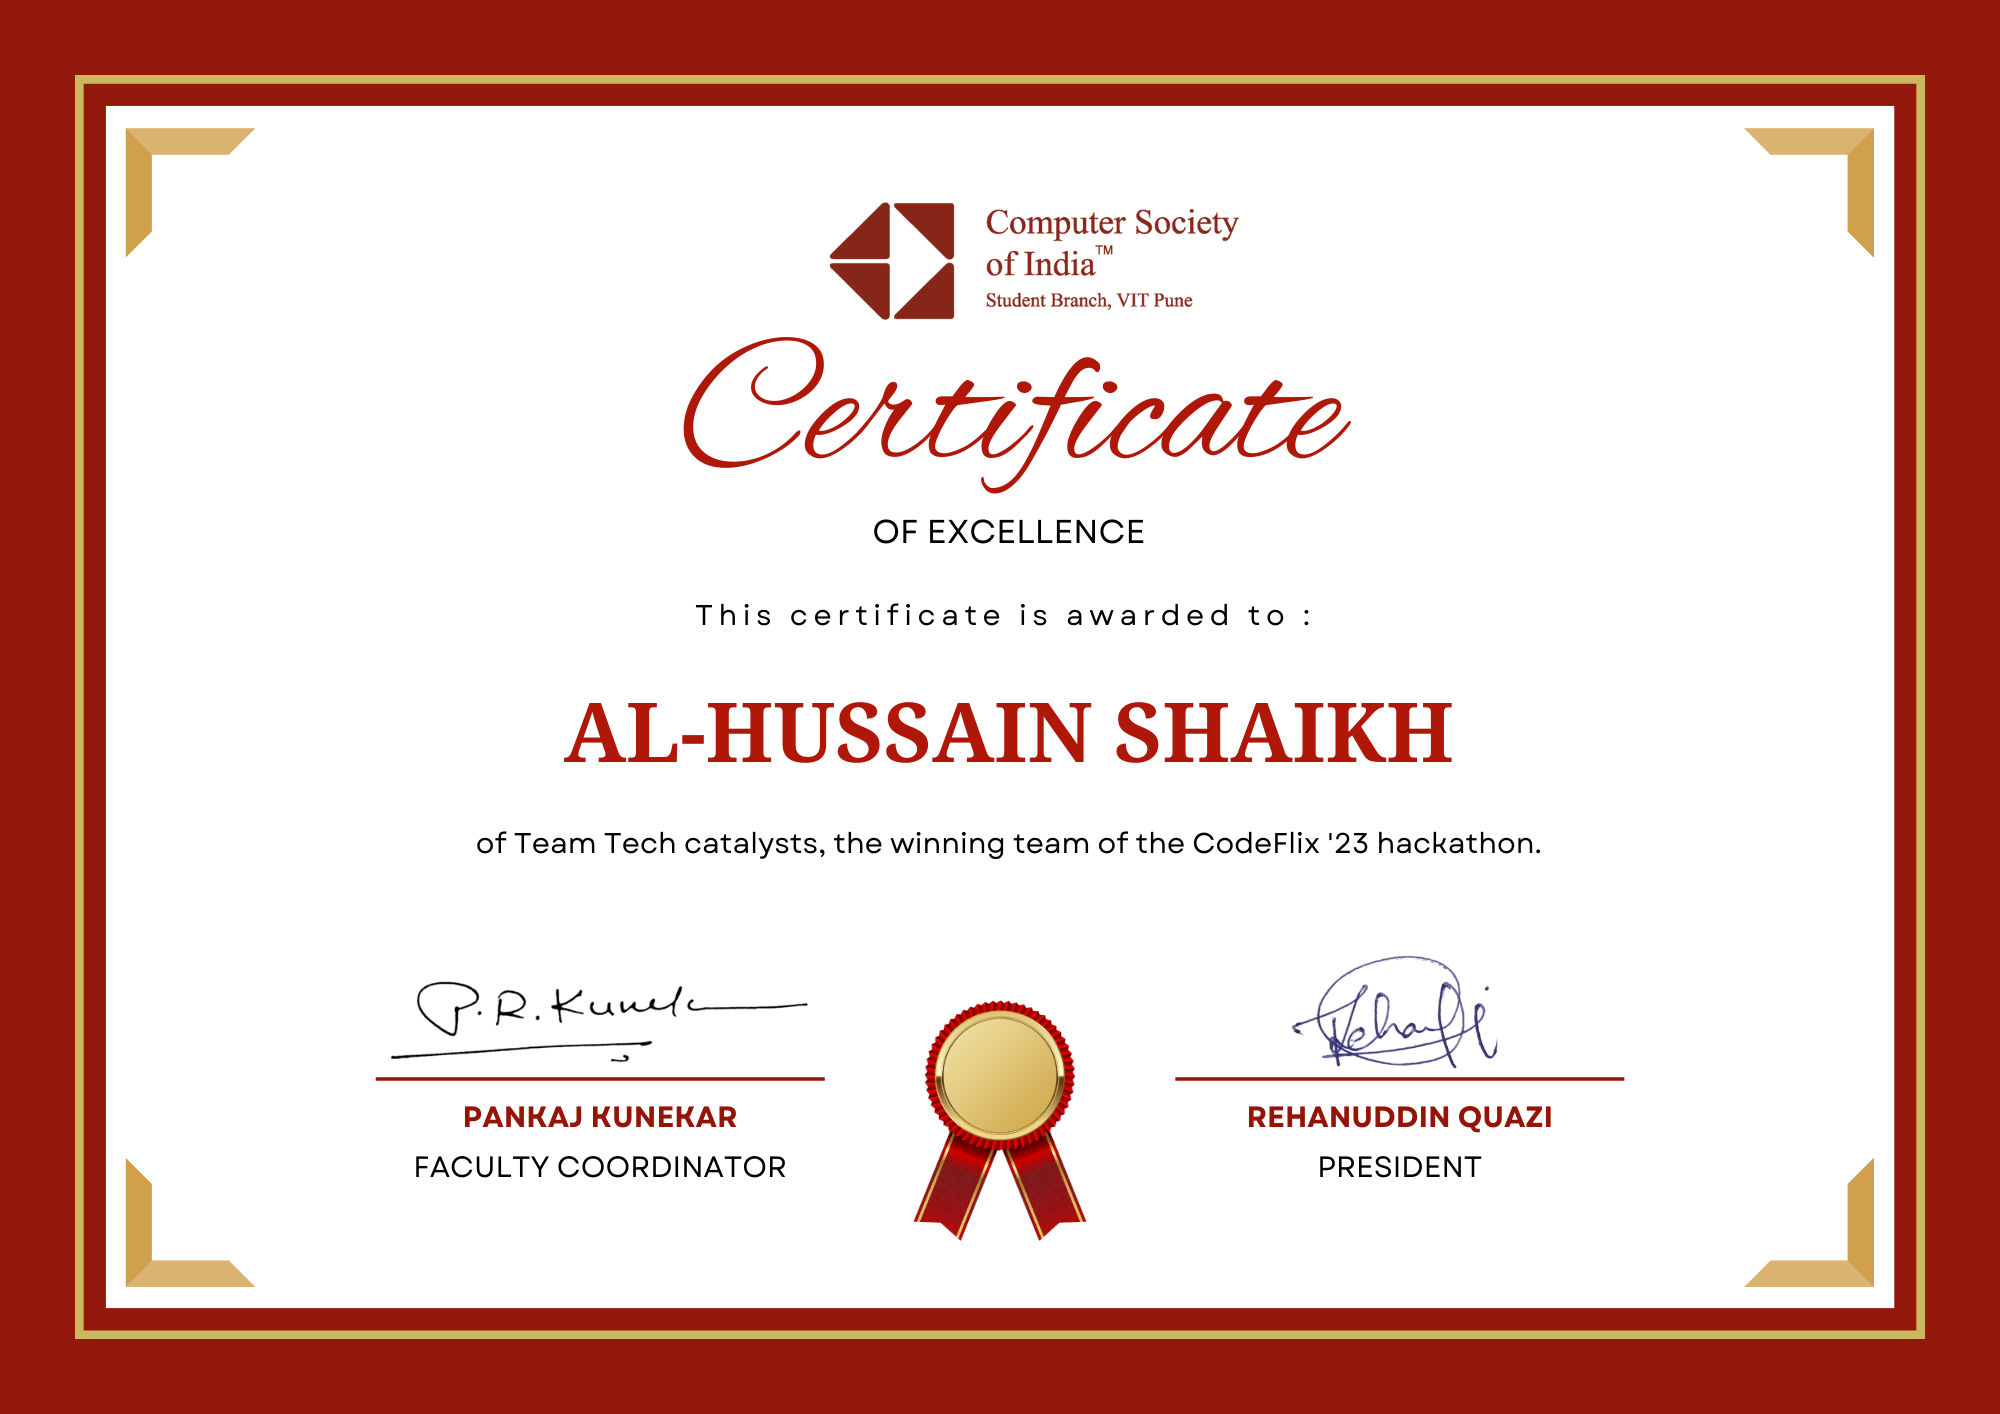 Computer Society
of India™
Student Branch, VIT Pune
Certificate
OF EXCELLENCE
This certificate is awarded to :
AL-HUSSAIN SHAIKH
of Team Tech catalysts, the winning team of the CodeFlix '23 hackathon.
P.R.Kunekar
PANKAJ KUNEKAR
FACULTY COORDINATOR
REHANUDDIN QUAZI
PRESIDENT